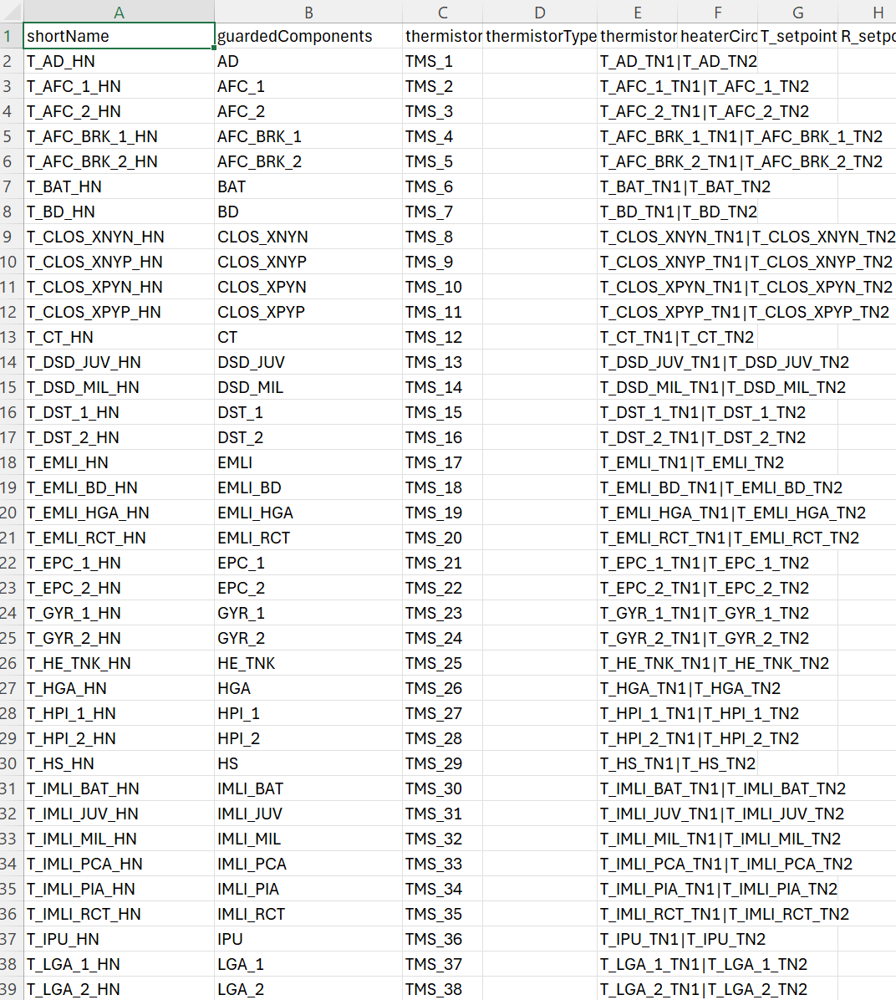 A B C D E F G H
1 shortName guardedComponents thermistor thermistorType thermistor heaterCirc T_setpoint R_setpo
2 T_AD_HN AD TMS_1 T_AD_TN1|T_AD_TN2
3 T_AFC_1_HN AFC_1 TMS_2 T_AFC_1_TN1|T_AFC_1_TN2
4 T_AFC_2_HN AFC_2 TMS_3 T_AFC_2_TN1|T_AFC_2_TN2
5 T_AFC_BRK_1_HN AFC_BRK_1 TMS_4 T_AFC_BRK_1_TN1|T_AFC_BRK_1_TN2
6 T_AFC_BRK_2_HN AFC_BRK_2 TMS_5 T_AFC_BRK_2_TN1|T_AFC_BRK_2_TN2
7 T_BAT_HN BAT TMS_6 T_BAT_TN1|T_BAT_TN2
8 T_BD_HN BD TMS_7 T_BD_TN1|T_BD_TN2
9 T_CLOS_XNYN_HN CLOS_XNYN TMS_8 T_CLOS_XNYN_TN1|T_CLOS_XNYN_TN2
10 T_CLOS_XNYP_HN CLOS_XNYP TMS_9 T_CLOS_XNYP_TN1|T_CLOS_XNYP_TN2
11 T_CLOS_XPYN_HN CLOS_XPYN TMS_10 T_CLOS_XPYN_TN1|T_CLOS_XPYN_TN2
12 T_CLOS_XPYP_HN CLOS_XPYP TMS_11 T_CLOS_XPYP_TN1|T_CLOS_XPYP_TN2
13 T_CT_HN CT TMS_12 T_CT_TN1|T_CT_TN2
14 T_DSD_JUV_HN DSD_JUV TMS_13 T_DSD_JUV_TN1|T_DSD_JUV_TN2
15 T_DSD_MIL_HN DSD_MIL TMS_14 T_DSD_MIL_TN1|T_DSD_MIL_TN2
16 T_DST_1_HN DST_1 TMS_15 T_DST_1_TN1|T_DST_1_TN2
17 T_DST_2_HN DST_2 TMS_16 T_DST_2_TN1|T_DST_2_TN2
18 T_EMLI_HN EMLI TMS_17 T_EMLI_TN1|T_EMLI_TN2
19 T_EMLI_BD_HN EMLI_BD TMS_18 T_EMLI_BD_TN1|T_EMLI_BD_TN2
20 T_EMLI_HGA_HN EMLI_HGA TMS_19 T_EMLI_HGA_TN1|T_EMLI_HGA_TN2
21 T_EMLI_RCT_HN EMLI_RCT TMS_20 T_EMLI_RCT_TN1|T_EMLI_RCT_TN2
22 T_EPC_1_HN EPC_1 TMS_21 T_EPC_1_TN1|T_EPC_1_TN2
23 T_EPC_2_HN EPC_2 TMS_22 T_EPC_2_TN1|T_EPC_2_TN2
24 T_GYR_1_HN GYR_1 TMS_23 T_GYR_1_TN1|T_GYR_1_TN2
25 T_GYR_2_HN GYR_2 TMS_24 T_GYR_2_TN1|T_GYR_2_TN2
26 T_HE_TNK_HN HE_TNK TMS_25 T_HE_TNK_TN1|T_HE_TNK_TN2
27 T_HGA_HN HGA TMS_26 T_HGA_TN1|T_HGA_TN2
28 T_HPI_1_HN HPI_1 TMS_27 T_HPI_1_TN1|T_HPI_1_TN2
29 T_HPI_2_HN HPI_2 TMS_28 T_HPI_2_TN1|T_HPI_2_TN2
30 T_HS_HN HS TMS_29 T_HS_TN1|T_HS_TN2
31 T_IMLI_BAT_HN IMLI_BAT TMS_30 T_IMLI_BAT_TN1|T_IMLI_BAT_TN2
32 T_IMLI_JUV_HN IMLI_JUV TMS_31 T_IMLI_JUV_TN1|T_IMLI_JUV_TN2
33 T_IMLI_MIL_HN IMLI_MIL TMS_32 T_IMLI_MIL_TN1|T_IMLI_MIL_TN2
34 T_IMLI_PCA_HN IMLI_PCA TMS_33 T_IMLI_PCA_TN1|T_IMLI_PCA_TN2
35 T_IMLI_PIA_HN IMLI_PIA TMS_34 T_IMLI_PIA_TN1|T_IMLI_PIA_TN2
36 T_IMLI_RCT_HN IMLI_RCT TMS_35 T_IMLI_RCT_TN1|T_IMLI_RCT_TN2
37 T_IPU_HN IPU TMS_36 T_IPU_TN1|T_IPU_TN2
38 T_LGA_1_HN LGA_1 TMS_37 T_LGA_1_TN1|T_LGA_1_TN2
39 T_LGA_2_HN LGA_2 TMS_38 T_LGA_2_TN1|T_LGA_2_TN2